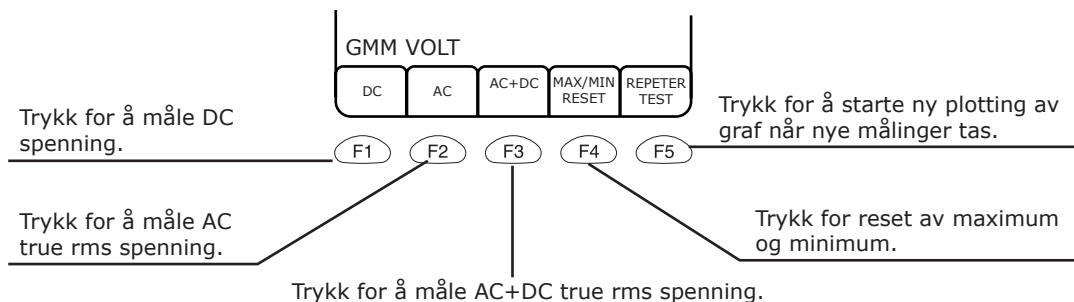 GMM VOLT
DC
AC
AC+DC
MAX/MIN
RESET
REPETER
TEST
F1
F2
F3
F4
F5
Trykk for å måle DC
spenning.
Trykk for å starte ny plotting av
graf når nye målinger tas.
Trykk for å måle AC
true rms spenning.
Trykk for reset av maximum
og minimum.
Trykk for å måle AC+DC true rms spenning.